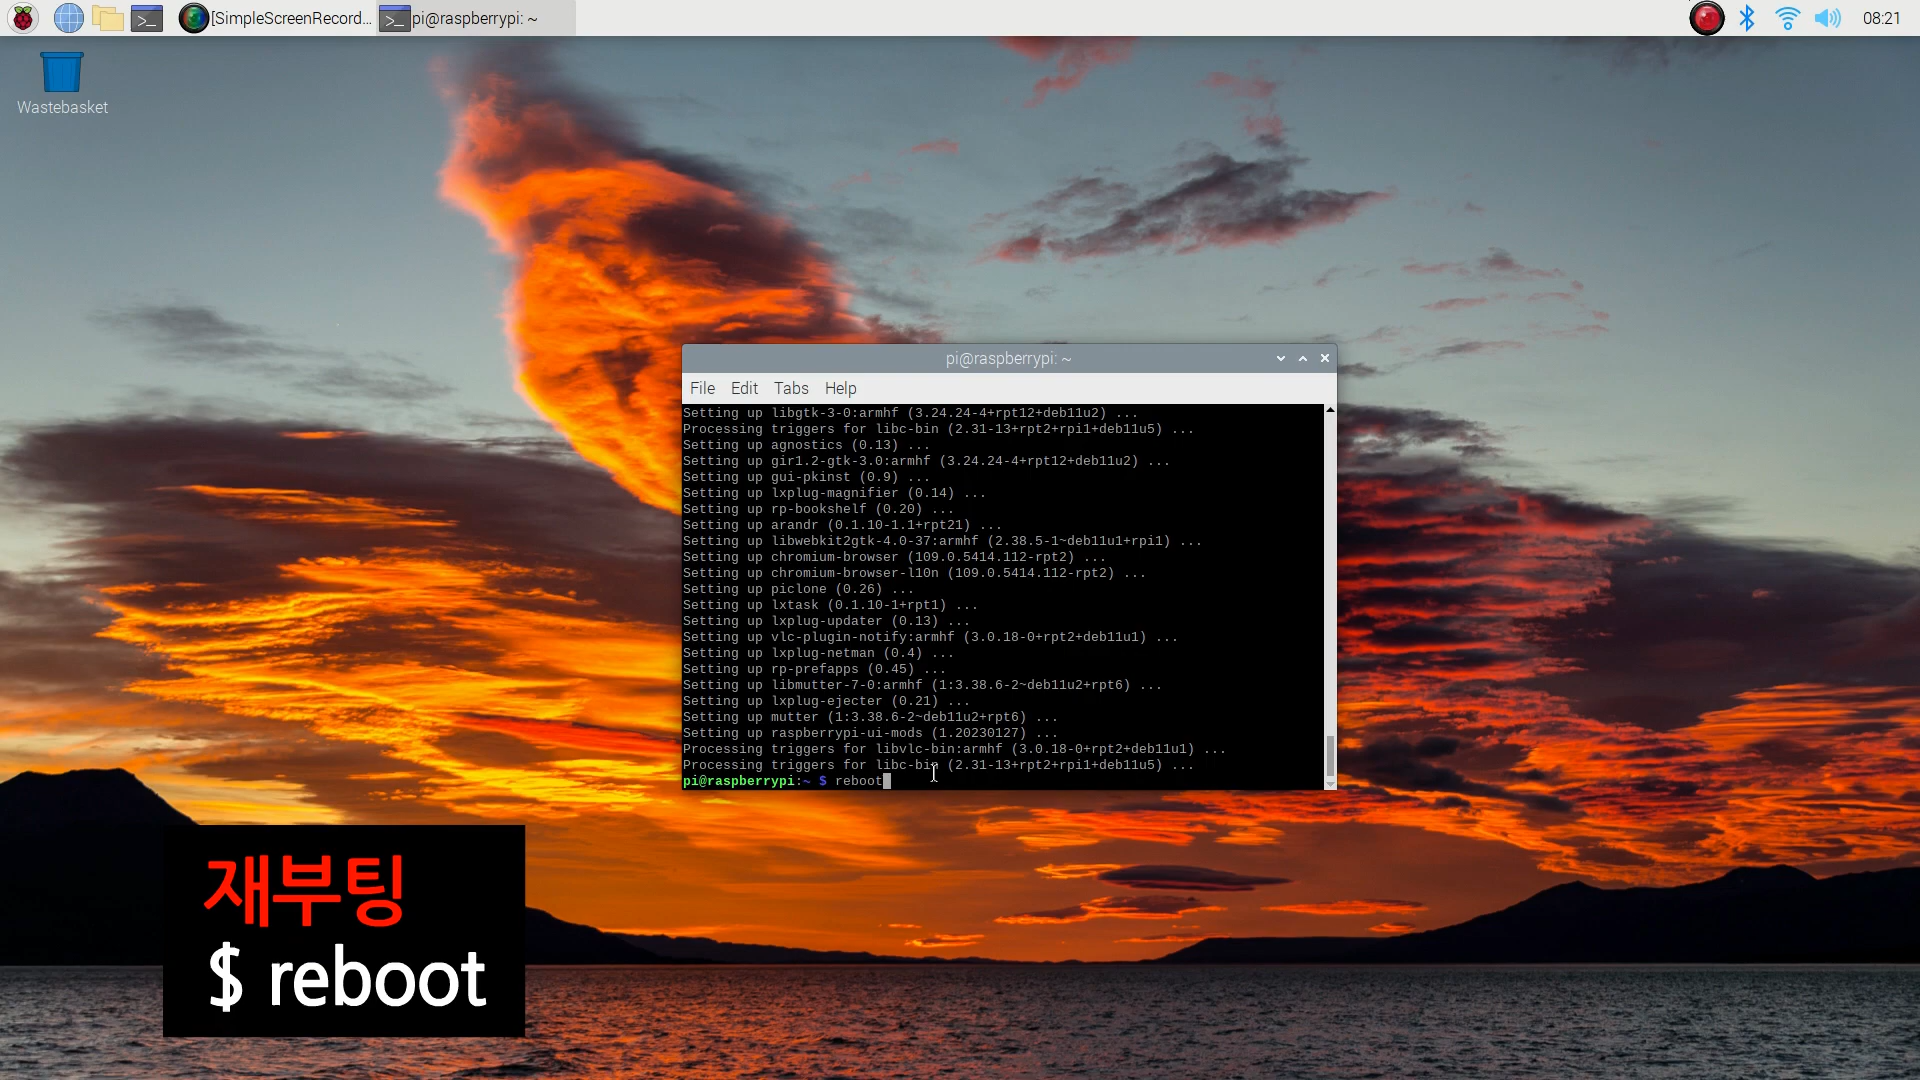 [SimpleScreenRecord...
pi@raspberrypi: ~
08:21
Wastebasket
pi@raspberrypi: ~
File Edit Tabs Help
Setting up libgtk-3-0:armhf (3.24.24-4+rpt12+deb11u2) ...
Processing triggers for libc-bin (2.31-13+rpt2+rpi1+deb11u5) ...
Setting up agnostics (0.13) ...
Setting up gir1.2-gtk-3.0:armhf (3.24.24-4+rpt12+deb11u2) ...
Setting up gui-pkinst (0.9) ...
Setting up lxplug-magnifier (0.14) ...
Setting up rp-bookshelf (0.20) ...
Setting up arandr (0.1.10-1.1+rpt21) ...
Setting up libwebkit2gtk-4.0-37:armhf (2.38.5-1~deb11u1+rpi1) ...
Setting up chromium-browser (109.0.5414.112-rpt2) ...
Setting up chromium-browser-l10n (109.0.5414.112-rpt2) ...
Setting up piclone (0.26) ...
Setting up lxtask (0.1.10-1+rpt1) ...
Setting up lxplug-updater (0.13) ...
Setting up vlc-plugin-notify:armhf (3.0.18-0+rpt2+deb11u1) ...
Setting up lxplug-netman (0.4) ...
Setting up rp-prefapps (0.45) ...
Setting up libmutter-7-0:armhf (1:3.38.6-2~deb11u2+rpt6) ...
Setting up lxplug-ejecter (0.21) ...
Setting up mutter (1:3.38.6-2~deb11u2+rpt6) ...
Setting up raspberrypi-ui-mods (1.20230127) ...
Processing triggers for libvlc-bin:armhf (3.0.18-0+rpt2+deb11u1) ...
Processing triggers for libc-bin (2.31-13+rpt2+rpi1+deb11u5) ...
pi@raspberrypi:~ $ reboot
재부팅
$ reboot